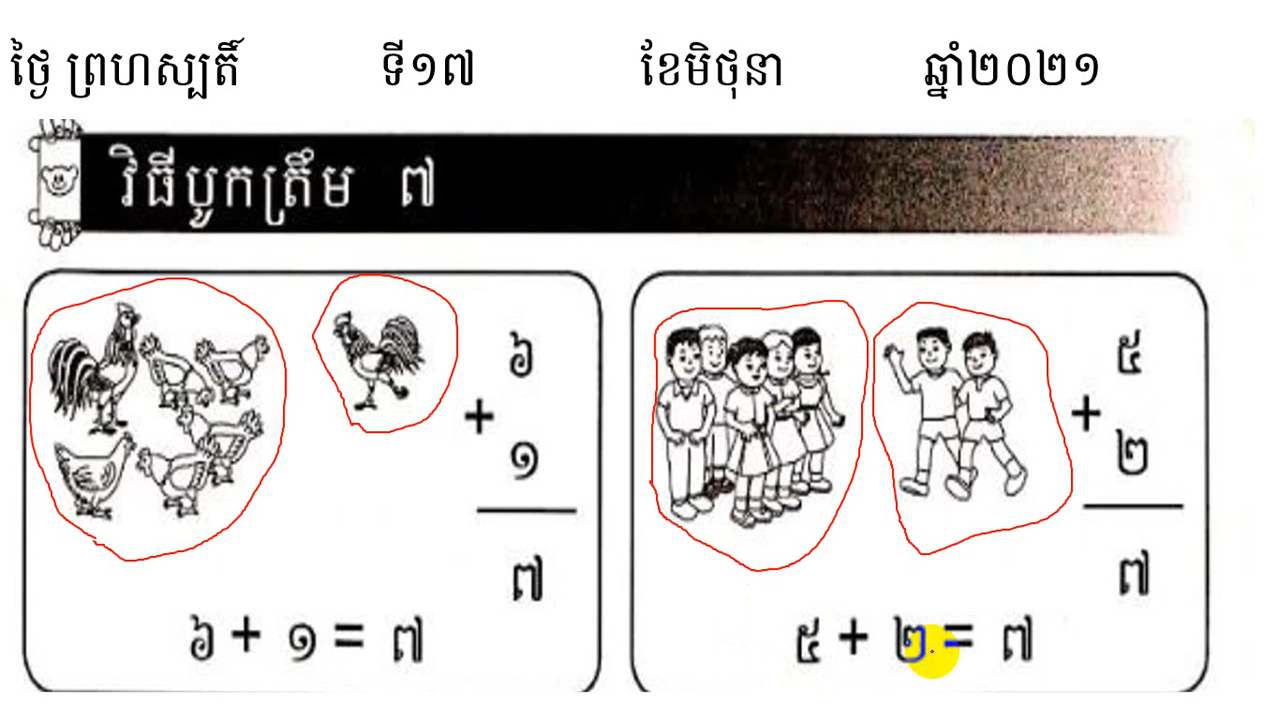 ថ្ងៃ ព្រហស្បតិ៍ ទី១៧ ខែមិថុនា ឆ្នាំ២០២១
វិធីបូកត្រឹម ៧
៦
+
១
៧
៦ + ១ = ៧
៥
+
២
៧
៥ + ២ = ៧